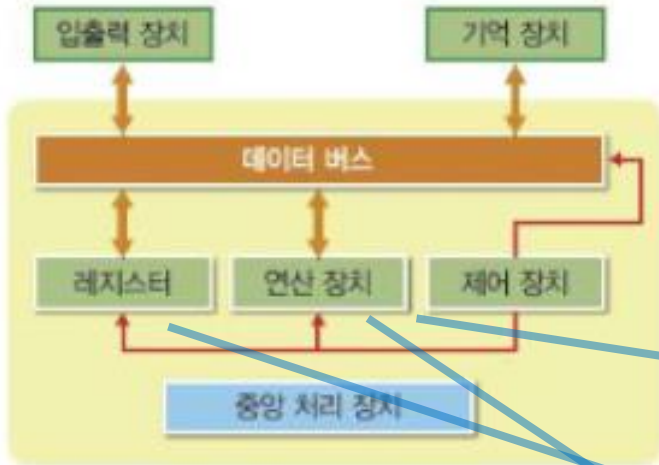 입출력 장치
기억 장치
데이터 버스
레지스터
연산 장치
제어 장치
중앙 처리 장치